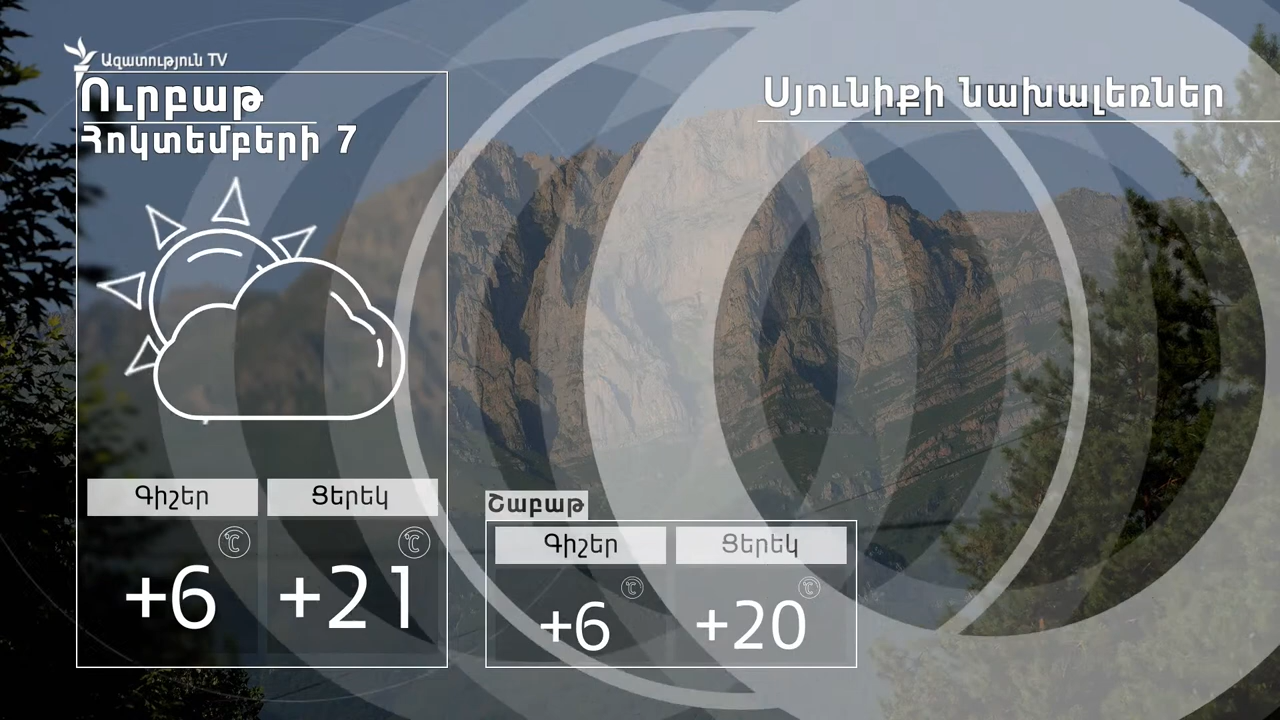 Ազատություն TV
Ուրբաթ
Հոկտեմբերի 7
Սյունիքի նախալեռներ
Գիշեր
Ցերեկ
℃
℃
+6
+21
Շաբաթ
Գիշեր
Ցերեկ
℃
℃
+6
+20